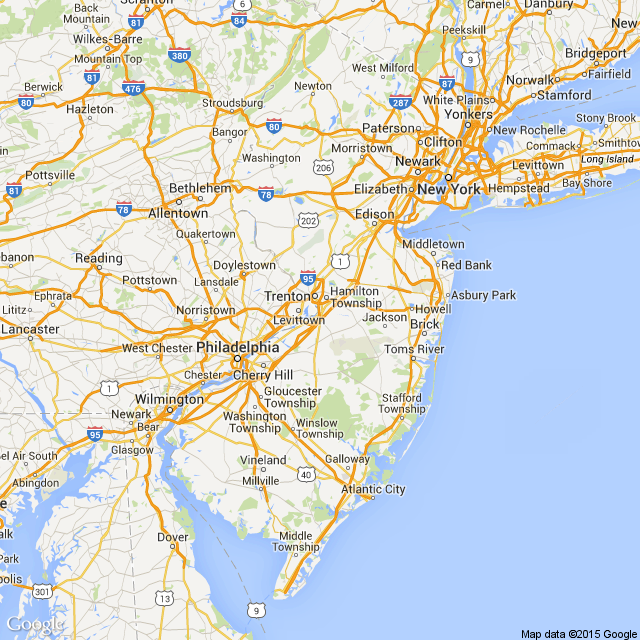 Scranton
Carmel
Danbury
81
84
New
Back
Mountain
Peekskill
Wilkes-Barre
Bridgeport
Mountain Top
380
9
West Milford
Fairfield
81
Berwick
476
Newton
87
Norwalk
Stamford
80
Stroudsburg
287
White Plains
Hazleton
Yonkers
Stony Brook
80
Paterson
New Rochelle
Bangor
Clifton
Commack
Smithtow
Morristown
Washington
Newark
Long Island
206
Levittown
Pottsville
Bethlehem
Elizabeth
New York
Hempstead
Bay Shore
81
78
78
Allentown
202
Edison
Quakertown
Middletown
Lebanon
Reading
Doylestown
1
Red Bank
Pottstown
Lansdale
95
Ephrata
Trenton
Hamilton
Township
Asbury Park
Lititz
Norristown
Howell
Levittown
Jackson
Brick
Lancaster
West Chester
Philadelphia
Toms River
Chester
Cherry Hill
1
Gloucester
Township
Wilmington
Stafford
Township
Newark
Washington
Township
Bear
Winslow
Township
95
Glasgow
Bel Air South
Vineland
Galloway
Abingdon
Millville
40
Atlantic City
Dover
Middle
Township
Park
301
13
9
Google
Map data ©2015 Google